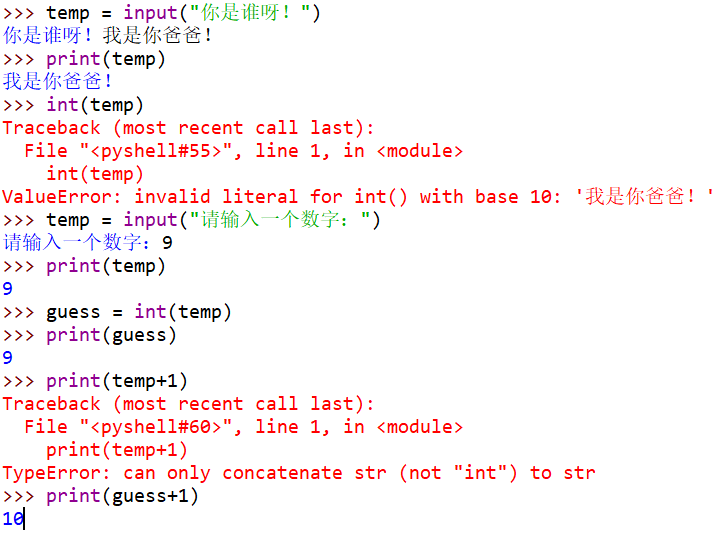 >>> temp = input("你是谁呀！")
你是谁呀！我是你爸爸！
>>> print(temp)
我是你爸爸！
>>> int(temp)
Traceback (most recent call last):
  File "<pyshell#55>", line 1, in <module>
    int(temp)
ValueError: invalid literal for int() with base 10: '我是你爸爸！'
>>> temp = input("请输入一个数字：")
请输入一个数字：9
>>> print(temp)
9
>>> guess = int(temp)
>>> print(guess)
9
>>> print(temp+1)
Traceback (most recent call last):
  File "<pyshell#60>", line 1, in <module>
    print(temp+1)
TypeError: can only concatenate str (not "int") to str
>>> print(guess+1)
10